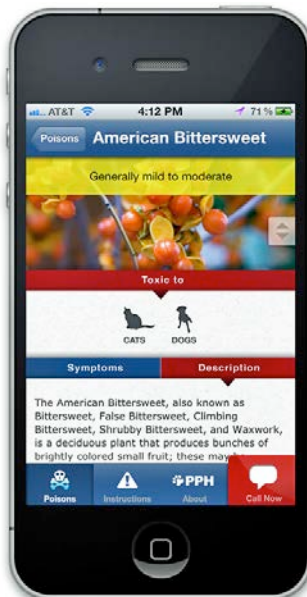 AT&T 4:12 PM 71%
Poisons American Bittersweet
Generally mild to moderate
Toxic to
CATS DOGS
Symptoms Description
The American Bittersweet, also known as
Bittersweet, False Bittersweet, Climbing
Bittersweet, Shrubby Bittersweet, and Waxwork,
is a deciduous plant that produces bunches of
brightly colored small fruit; these may be
Poisons Instructions PPH About Call Now